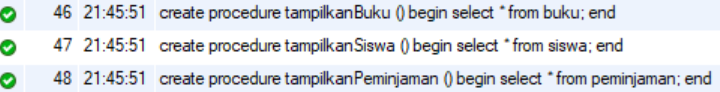 46 21:45:51 create procedure tampilkanBuku () begin select * from buku; end
47 21:45:51 create procedure tampilkanSiswa () begin select * from siswa; end
48 21:45:51 create procedure tampilkanPeminjaman () begin select * from peminjaman; end